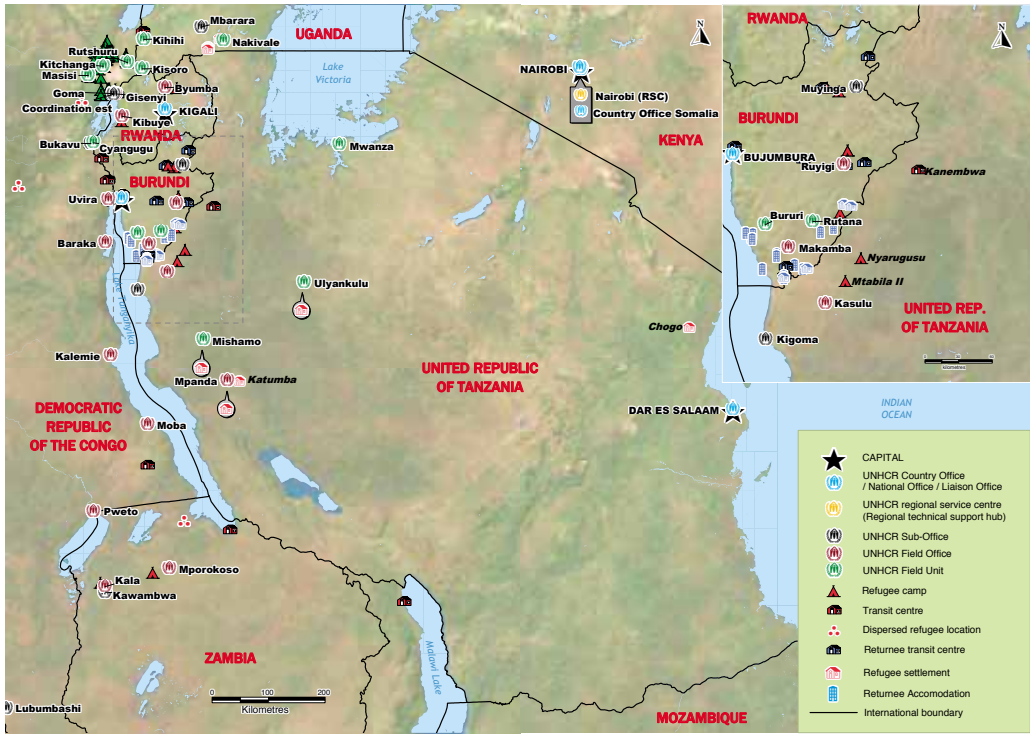 Mbarara
UGANDA
Kihihi
Nakivale
Rutshuru
Kitchanga
Masisi
Kisoro
Goma
Gisenyi
Byumba
Coordination est
KIGALI
Kibuye
RWANDA
Bukavu
Cyangugu
BURUNDI
Uvira
Baraka
Lake Tanganyika
Lake
Victoria
Mwanza
N
NAIROBI
Nairobi (RSC)
Country Office Somalia
KENYA
Ulyankulu
Mishamo
Kalemie
Mpanda
Katumba
UNITED REPUBLIC
OF TANZANIA
Chogo
DAR ES SALAAM
DEMOCRATIC
REPUBLIC
OF THE CONGO
Moba
Pweto
Mporokoso
Kala
Kawambwa
ZAMBIA
Lubumbashi
0 100 200
Kilometres
Malawi Lake
MOZAMBIQUE
INDIAN
OCEAN
RWANDA
N
Muyinga
BURUNDI
BUJUMBURA
Ruyigi
Kanembwa
Bururi
Rutana
Makamba
Nyarugusu
Mtabila II
Kasulu
UNITED REP.
OF TANZANIA
Kigoma
kilometres
CAPITAL
UNHCR Country Office
/ National Office / Liaison Office
UNHCR regional service centre
(Regional technical support hub)
UNHCR Sub-Office
UNHCR Field Office
UNHCR Field Unit
Refugee camp
Transit centre
Dispersed refugee location
Returnee transit centre
Refugee settlement
Returnee Accomodation
International boundary